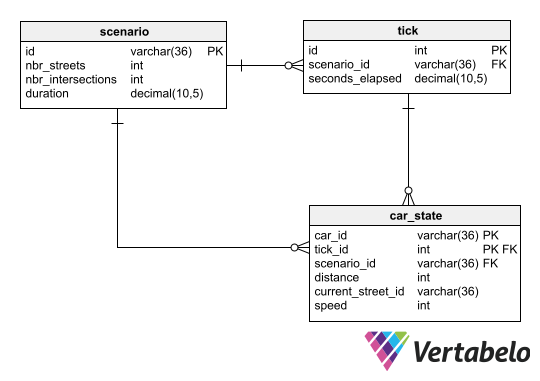 scenario
id varchar(36) PK
nbr_streets int
nbr_intersections int
duration decimal(10,5)
tick
id int PK
scenario_id varchar(36) FK
seconds_elapsed decimal(10,5)
car_state
car_id varchar(36) PK
tick_id int PK FK
scenario_id varchar(36) FK
distance int
current_street_id varchar(36)
speed int
Vertabelo